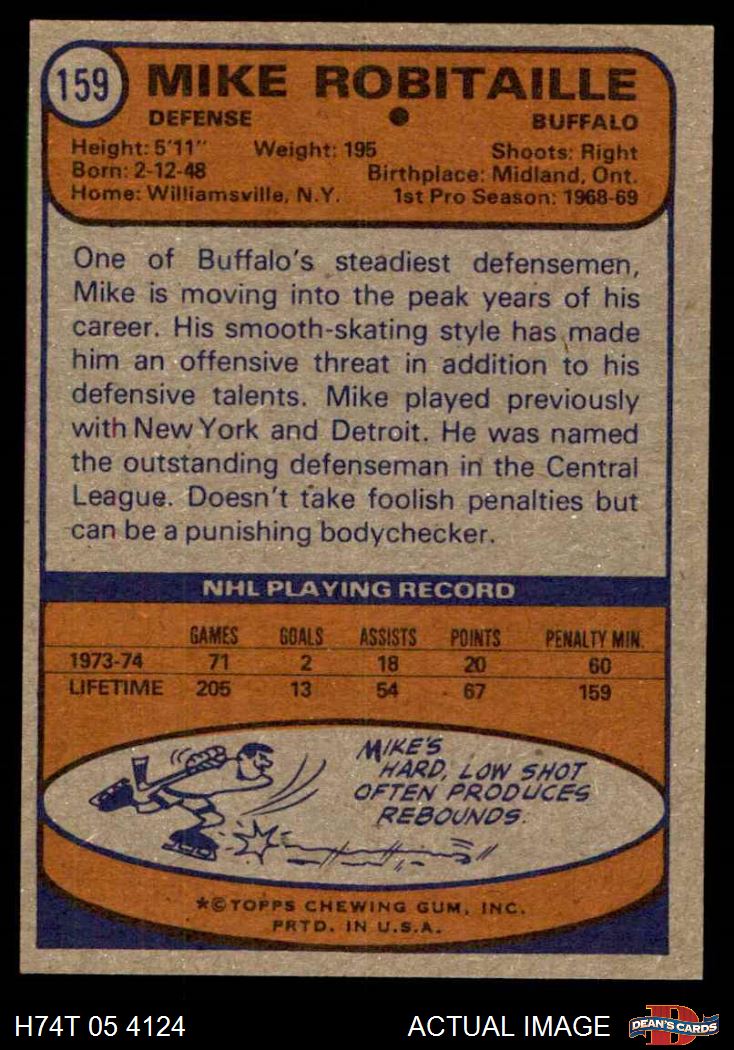 159
MIKE ROBITAILLE
DEFENSE ● BUFFALO
Height: 5'11" Weight: 195 Shoots: Right
Born: 2-12-48 Birthplace: Midland, Ont.
Home: Williamsville, N.Y. 1st Pro Season: 1968-69
One of Buffalo's steadiest defensemen,
Mike is moving into the peak years of his
career. His smooth-skating style has made
him an offensive threat in addition to his
defensive talents. Mike played previously
with New York and Detroit. He was named
the outstanding defenseman in the Central
League. Doesn't take foolish penalties but
can be a punishing bodychecker.
NHL PLAYING RECORD
GAMES GOALS ASSISTS POINTS PENALTY MIN.
1973-74 71 2 18 20 60
LIFETIME 205 13 54 67 159
MIKE'S
HARD, LOW SHOT
OFTEN PRODUCES
REBOUNDS.
*©TOPPS CHEWING GUM, INC.
PRTD. IN U.S.A.
H74T 05 4124 ACTUAL IMAGE DEAN'S CARDS